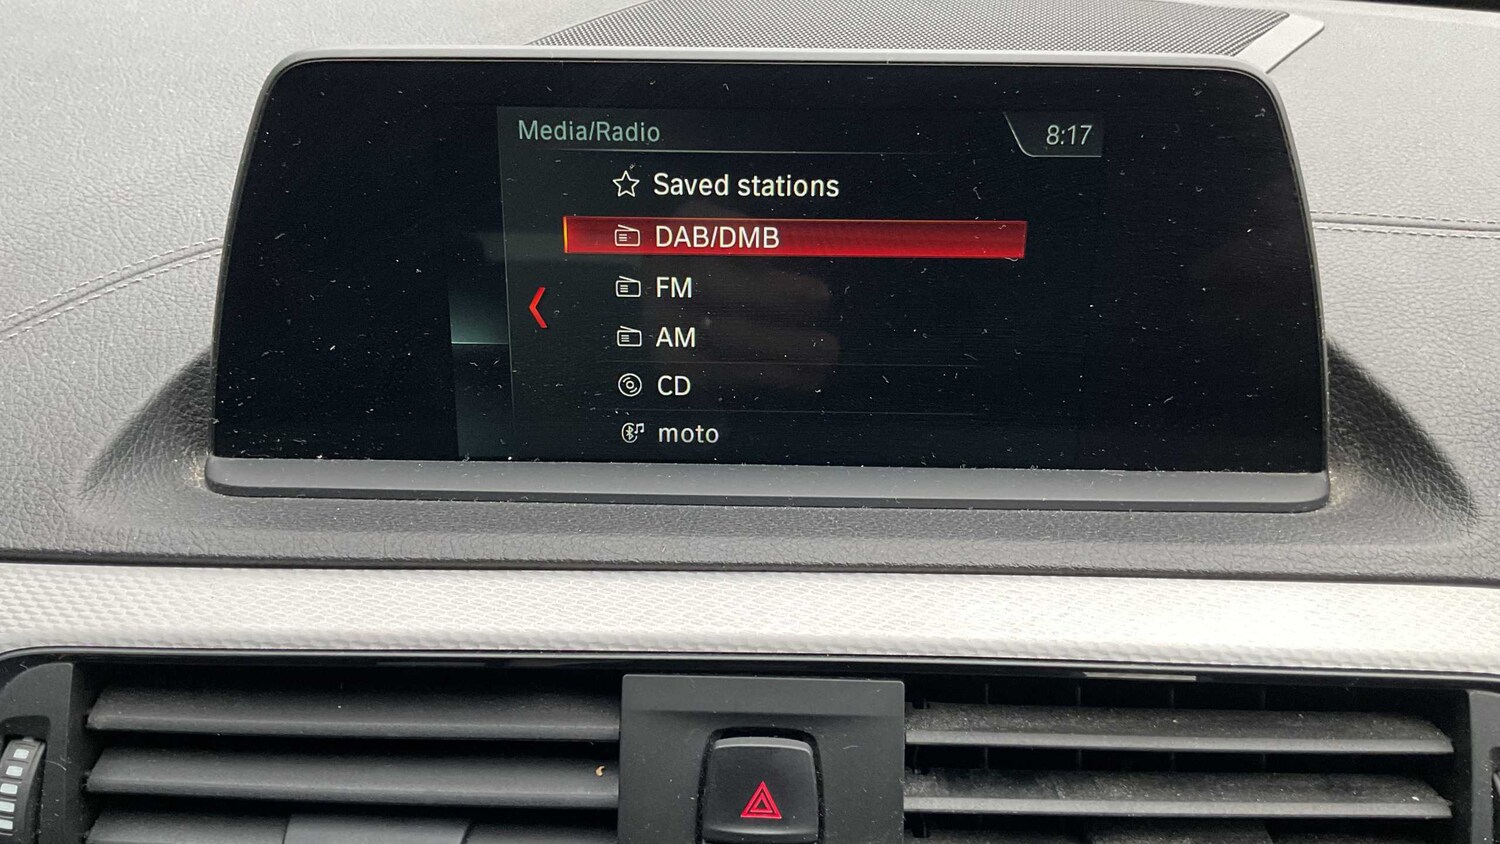 Media/Radio
8:17
Saved stations
DAB/DMB
FM
AM
CD
moto